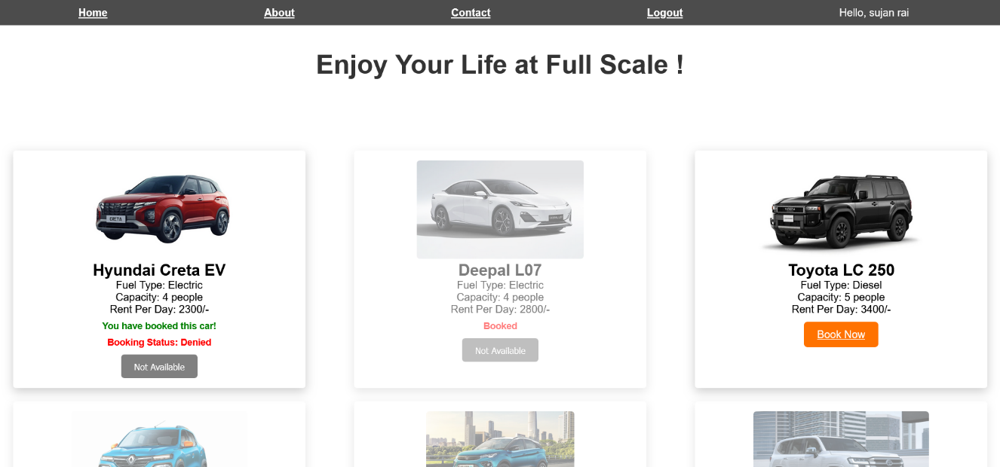 Home About Contact Logout Hello, sujan rai
Enjoy Your Life at Full Scale !
CRETA
Hyundai Creta EV
Fuel Type: Electric
Capacity: 4 people
Rent Per Day: 2300/-
You have booked this car!
Booking Status: Denied
Not Available
Deepal L07
Fuel Type: Electric
Capacity: 4 people
Rent Per Day: 2800/-
Booked
Not Available
TOYOTA
Toyota LC 250
Fuel Type: Diesel
Capacity: 5 people
Rent Per Day: 3400/-
Book Now